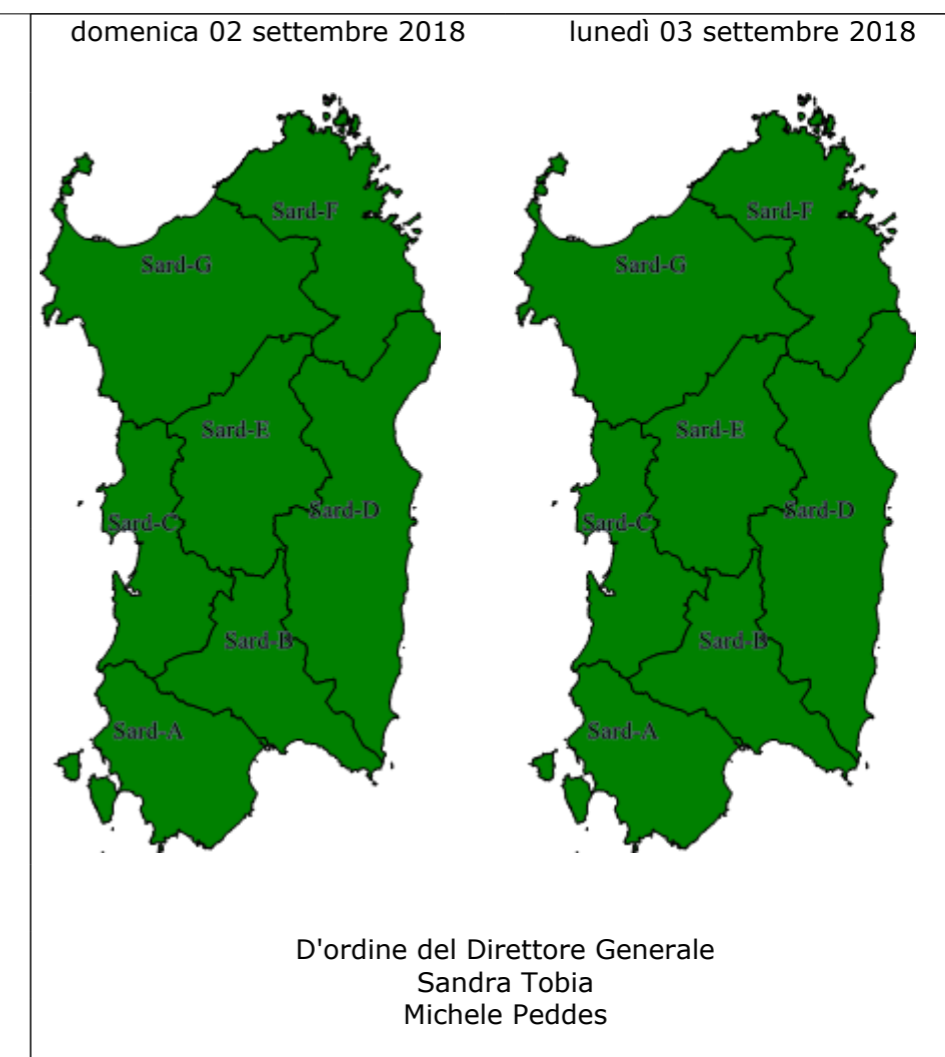 domenica 02 settembre 2018
lunedì 03 settembre 2018
Sard-F
Sard-G
Sard-E
Sard-D
Sard-C
Sard-B
Sard-A
Sard-F
Sard-G
Sard-E
Sard-D
Sard-C
Sard-B
Sard-A
D'ordine del Direttore Generale
Sandra Tobia
Michele Peddes